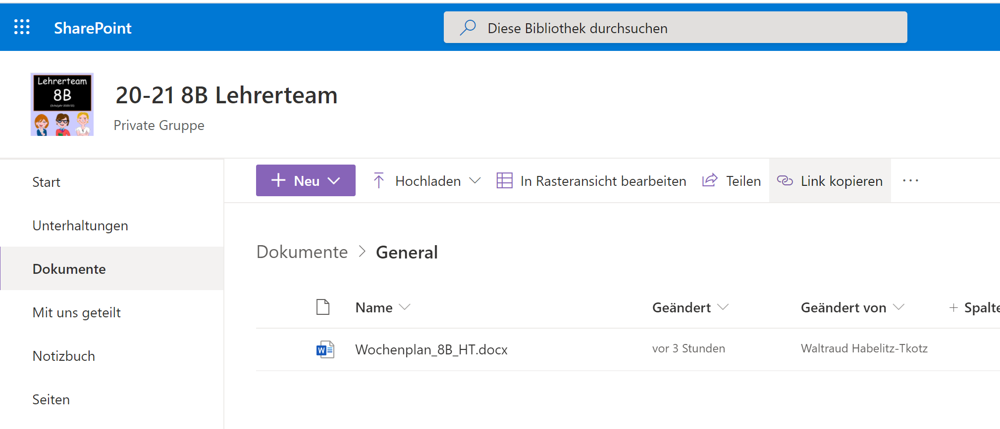 SharePoint
Diese Bibliothek durchsuchen
Lehrerteam
8B
(Schuljahr 2020/21)
20-21 8B Lehrerteam
Private Gruppe
Start
Unterhaltungen
Dokumente
Mit uns geteilt
Notizbuch
Seiten
+ Neu
Hochladen
In Rasteransicht bearbeiten
Teilen
Link kopieren
...
Dokumente > General
Name
Geändert
Geändert von
+ Spalte
Wochenplan_8B_HT.docx
vor 3 Stunden
Waltraud Habelitz-Tkotz